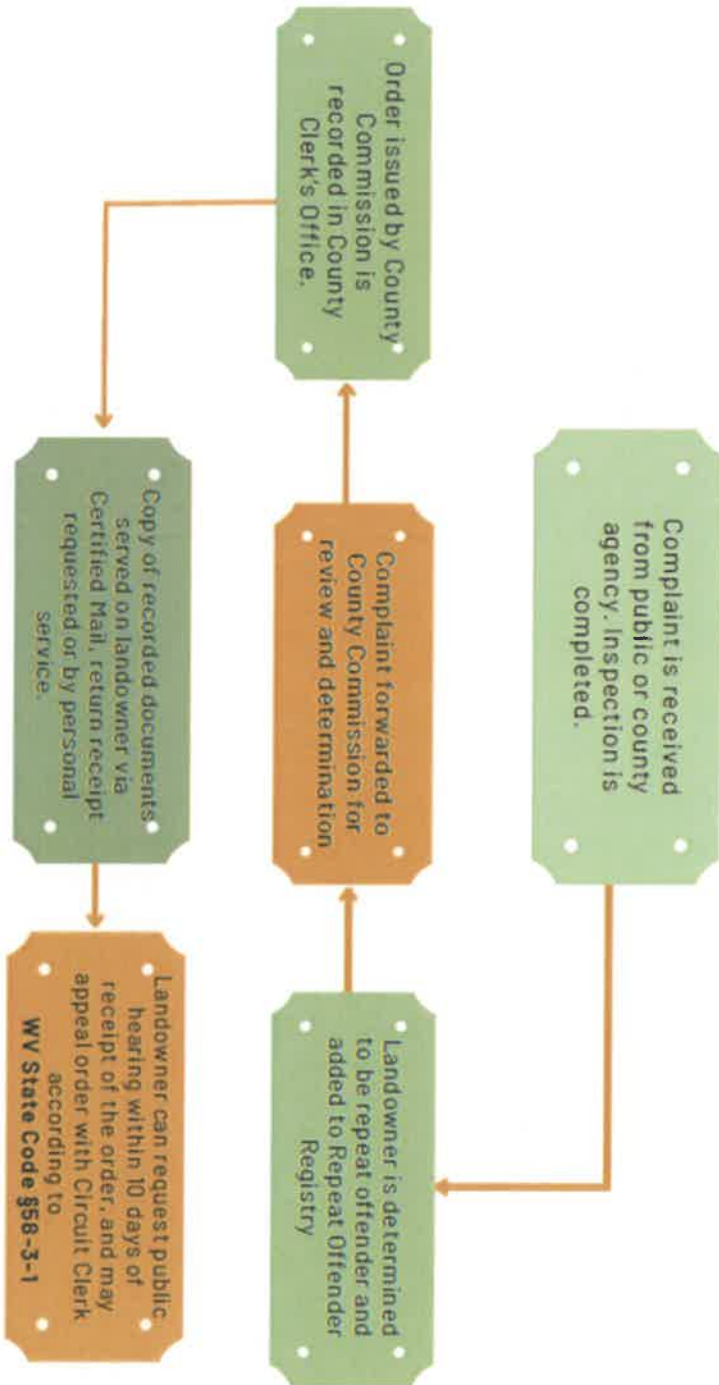 Complaint is received
from public or county
agency. Inspection is
completed.
Landowner is determined
to be repeat offender and
added to Repeat Offender
Registry
Complaint forwarded to
County Commission for
review and determination
Order issued by County
Commission is
recorded in County
Clerk's Office.
Copy of recorded documents
served on landowner via
Certified Mail, return receipt
requested or by personal
service.
Landowner can request public
hearing within 10 days of
receipt of the order, and may
appeal order with Circuit Clerk
according to
WV State Code §58-3-1